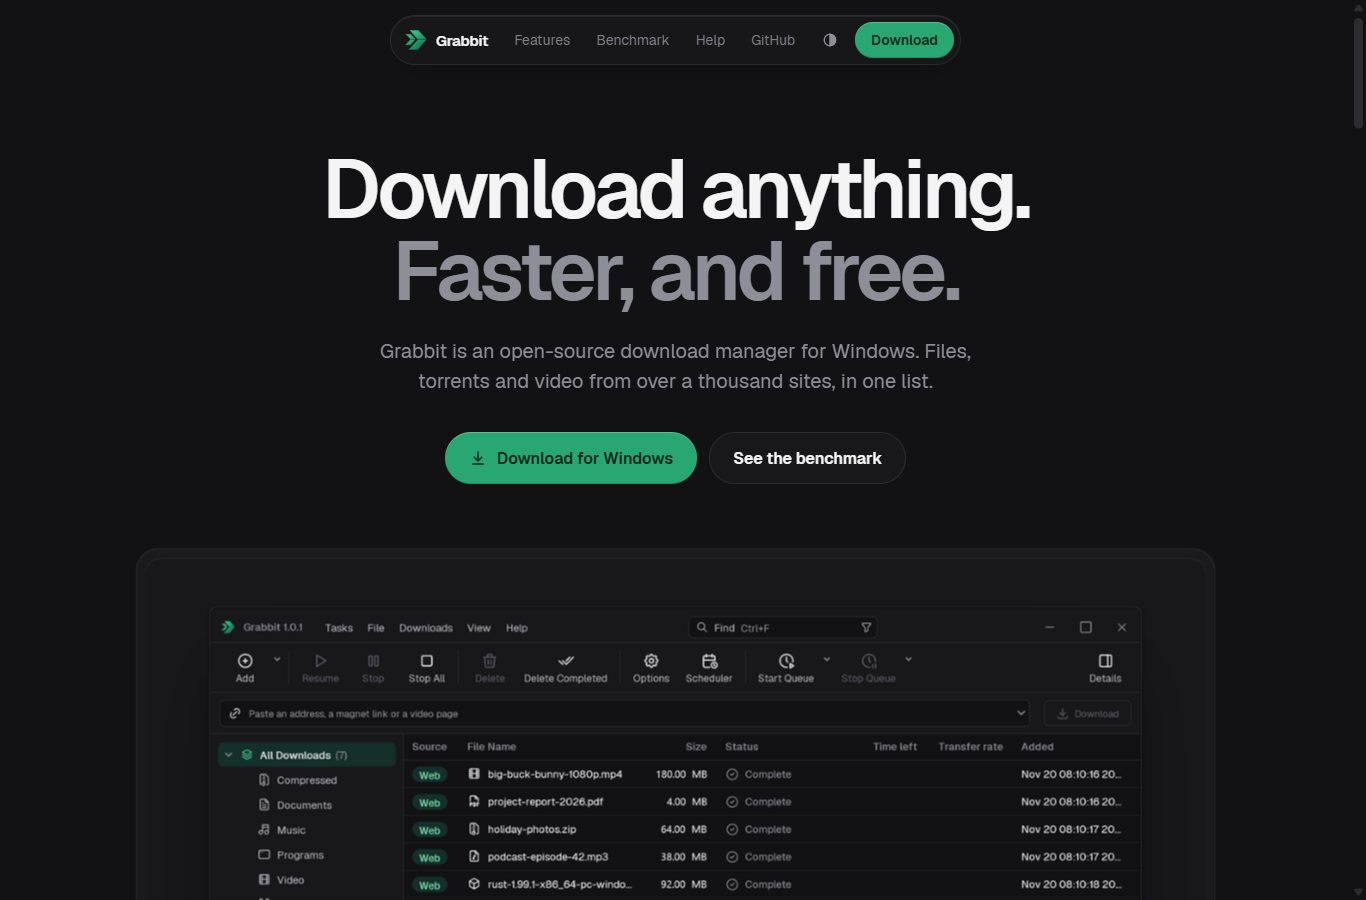 Grabbit Features Benchmark Help GitHub Download
Download anything.
Faster, and free.
Grabbit is an open-source download manager for Windows. Files,
torrents and video from over a thousand sites, in one list.
Download for Windows See the benchmark
Grabbit 1.0.1 Tasks File Downloads View Help Find Ctrl+F
Add Resume Stop Stop All Delete Delete Completed Options Scheduler Start Queue Stop Queue Details
Paste an address, a magnet link or a video page Download
All Downloads (7) Source File Name Size Status Time left Transfer rate Added
Web big-buck-bunny-1080p.mp4 180.00 MB Complete Nov 20 08:10:16 20...
Compressed
Web project-report-2026.pdf 4.00 MB Complete Nov 20 08:10:16 20...
Documents
Web holiday-photos.zip 64.00 MB Complete Nov 20 08:10:17 20...
Music
Web podcast-episode-42.mp3 38.00 MB Complete Nov 20 08:10:17 20...
Programs
Web rust-1.99.1-x86_64-pc-windo... 92.00 MB Complete Nov 20 08:10:18 20...
Video